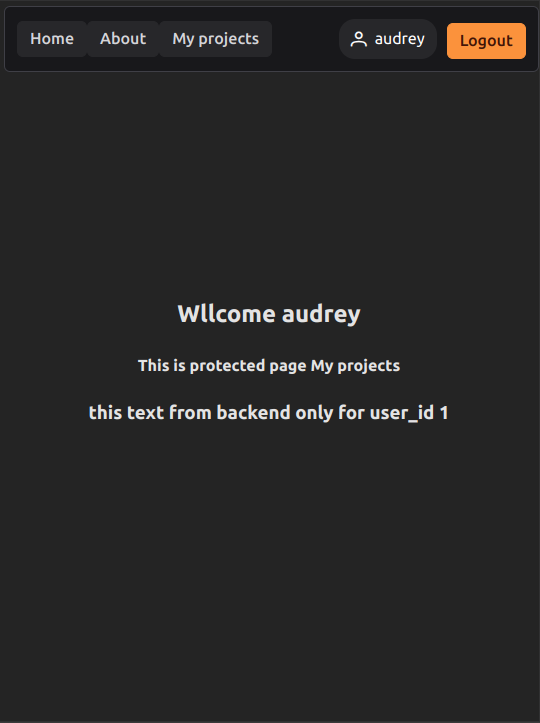 Home About My projects audrey Logout
Wllcome audrey
This is protected page My projects
this text from backend only for user_id 1